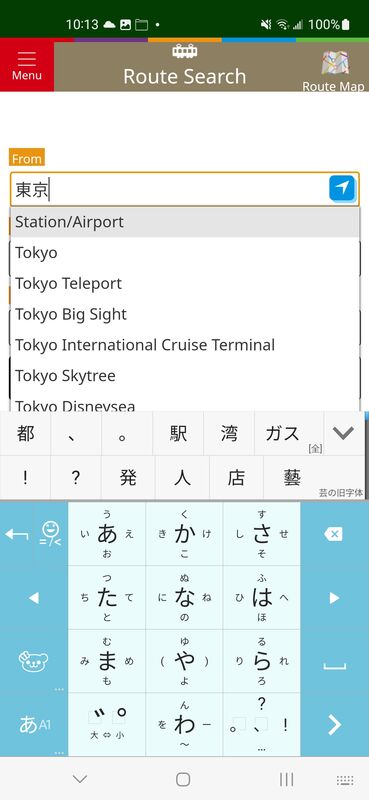 10:13 100%
Menu
Route Search
Route Map
From
東京
Station/Airport
Tokyo
Tokyo Teleport
Tokyo Big Sight
Tokyo International Cruise Terminal
Tokyo Skytree
Tokyo Disneysea
都 、 。 駅 湾 ガス
[全]
! ? 発 人 店 藝
芸の旧字体
う く す
=/< い あ え き か け し さ せ
お こ そ
つ ぬ ふ
ち た て に な ね ひ は へ
と の ほ
む ゆ る
み ま め ( や ) り ら れ
も よ ろ
...
ん ?
あA1 ゛ ゜ を わ ー 。 、 !
大 ⇔ 小 ～ ...
...